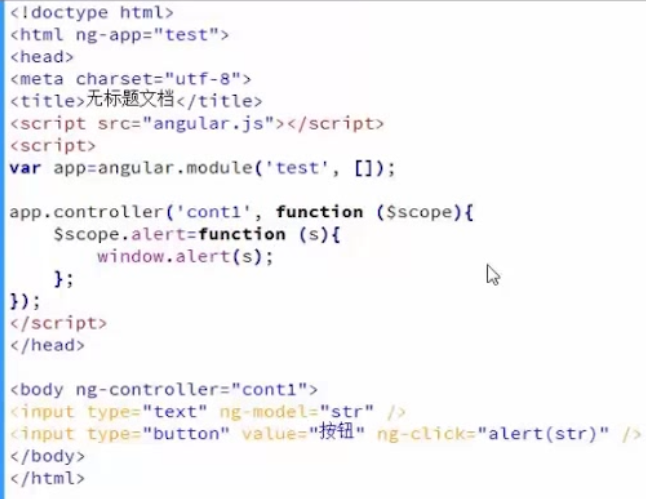 <!doctype html>
<html ng-app="test">
<head>
<meta charset="utf-8">
<title>无标题文档</title>
<script src="angular.js"></script>
<script>
var app=angular.module('test', []);

app.controller('cont1', function ($scope){
    $scope.alert=function (s){
        window.alert(s);
    };
});
</script>
</head>

<body ng-controller="cont1">
<input type="text" ng-model="str" />
<input type="button" value="按钮" ng-click="alert(str)" />
</body>
</html>